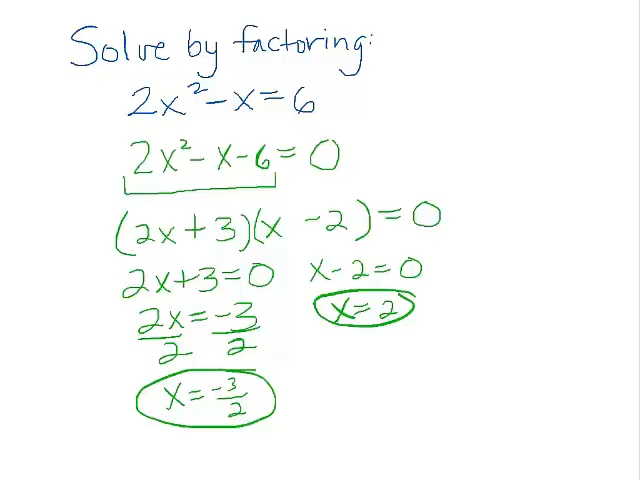 Solve by factoring:
2x² - x = 6
2x² - x - 6 = 0
(2x + 3)(x - 2) = 0
2x + 3 = 0
2x = -3
2 2
x = -3/2
x - 2 = 0
x = 2